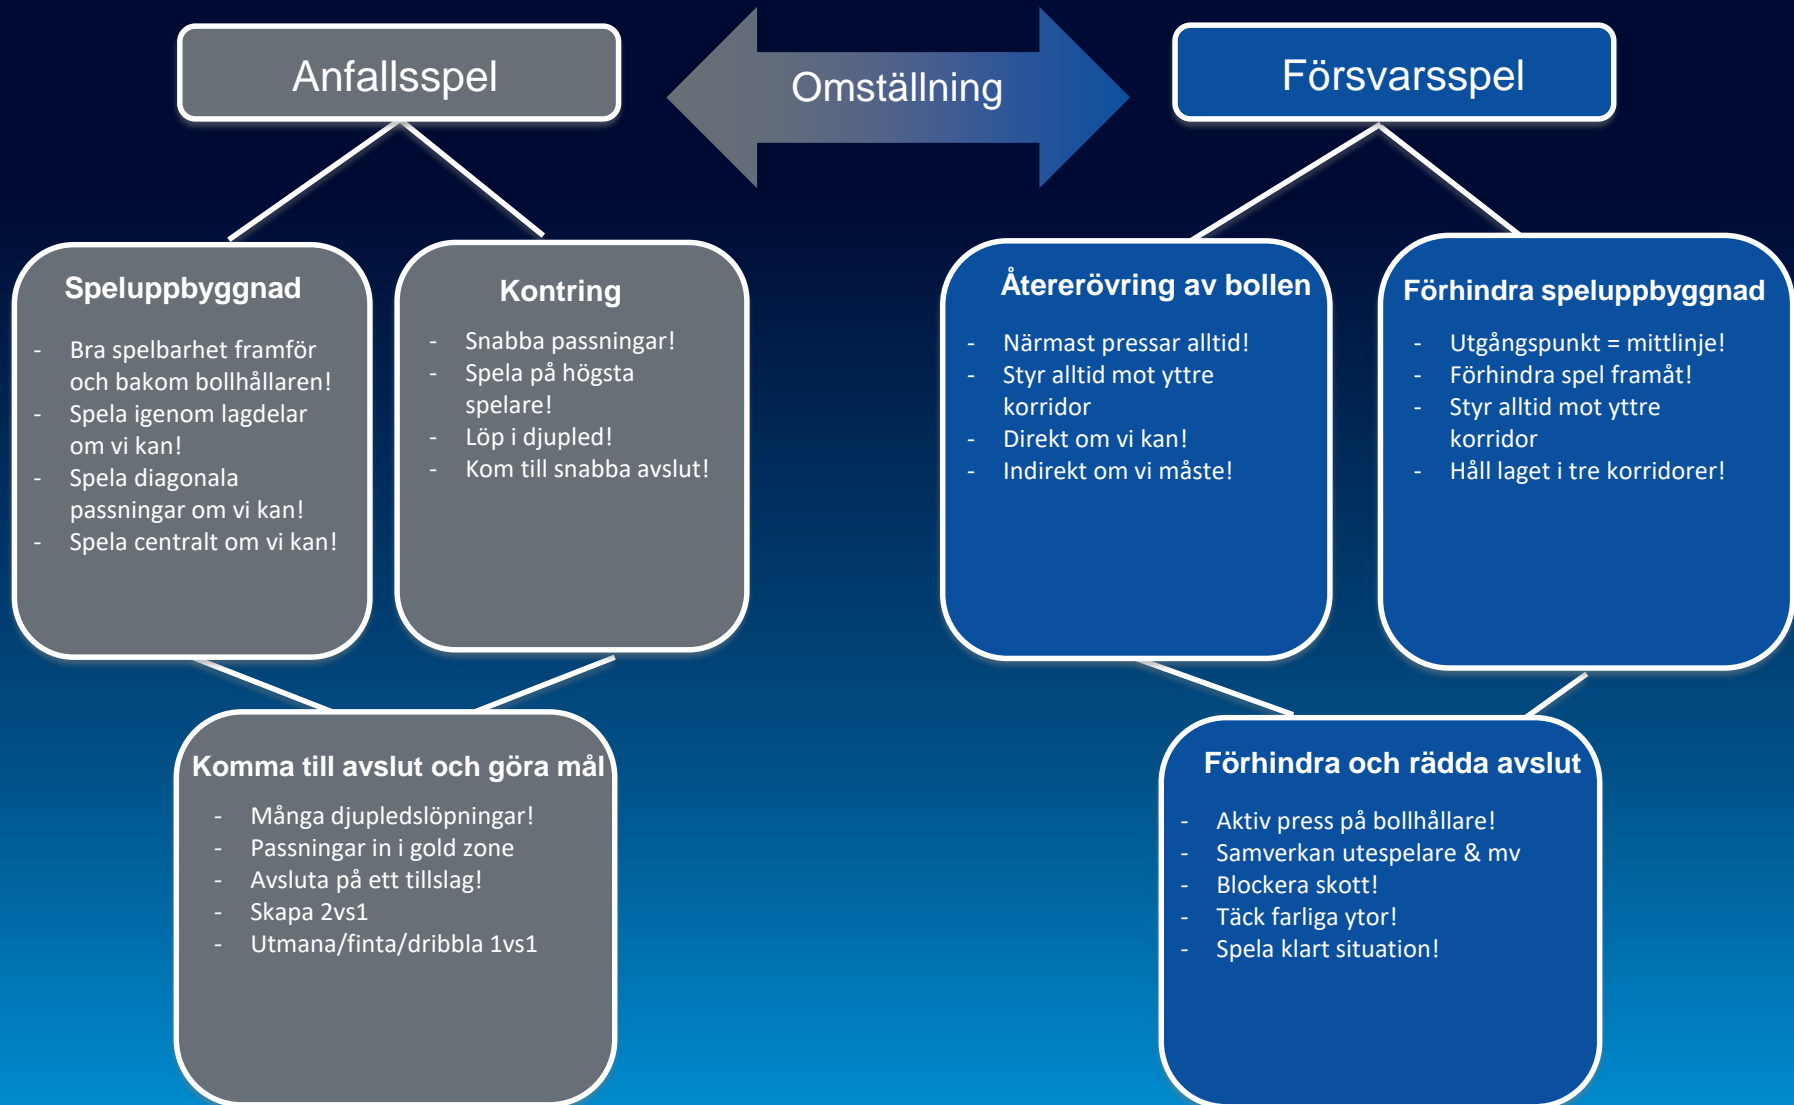 Anfallsspel
Omställning
Försvarsspel
Speluppbyggnad
- Bra spelbarhet framför
och bakom bollhållaren!
- Spela igenom lagdelar
om vi kan!
- Spela diagonala
passningar om vi kan!
- Spela centralt om vi kan!
Kontring
- Snabba passningar!
- Spela på högsta
spelare!
- Löp i djupled!
- Kom till snabba avslut!
Återerövring av bollen
- Närmast pressar alltid!
- Styr alltid mot yttre
korridor
- Direkt om vi kan!
- Indirekt om vi måste!
Förhindra speluppbyggnad
- Utgångspunkt = mittlinje!
- Förhindra spel framåt!
- Styr alltid mot yttre
korridor
- Håll laget i tre korridorer!
Komma till avslut och göra mål
- Många djupledslöpningar!
- Passningar in i gold zone
- Avsluta på ett tillslag!
- Skapa 2vs1
- Utmana/finta/dribbla 1vs1
Förhindra och rädda avslut
- Aktiv press på bollhållare!
- Samverkan utespelare & mv
- Blockera skott!
- Täck farliga ytor!
- Spela klart situation!